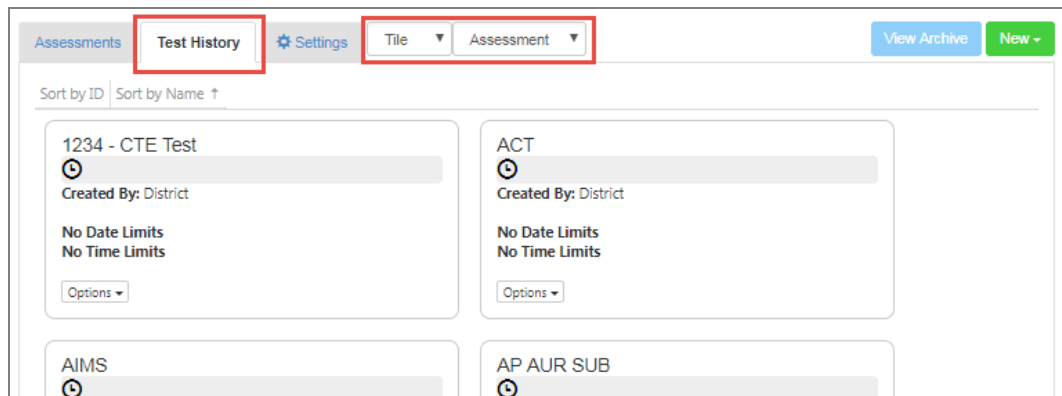 Assessments Test History Settings Tile ▼ Assessment ▼ View Archive New
Sort by ID Sort by Name ↑
1234 - CTE Test
Created By: District
No Date Limits
No Time Limits
Options
ACT
Created By: District
No Date Limits
No Time Limits
Options
AIMS
AP AUR SUB